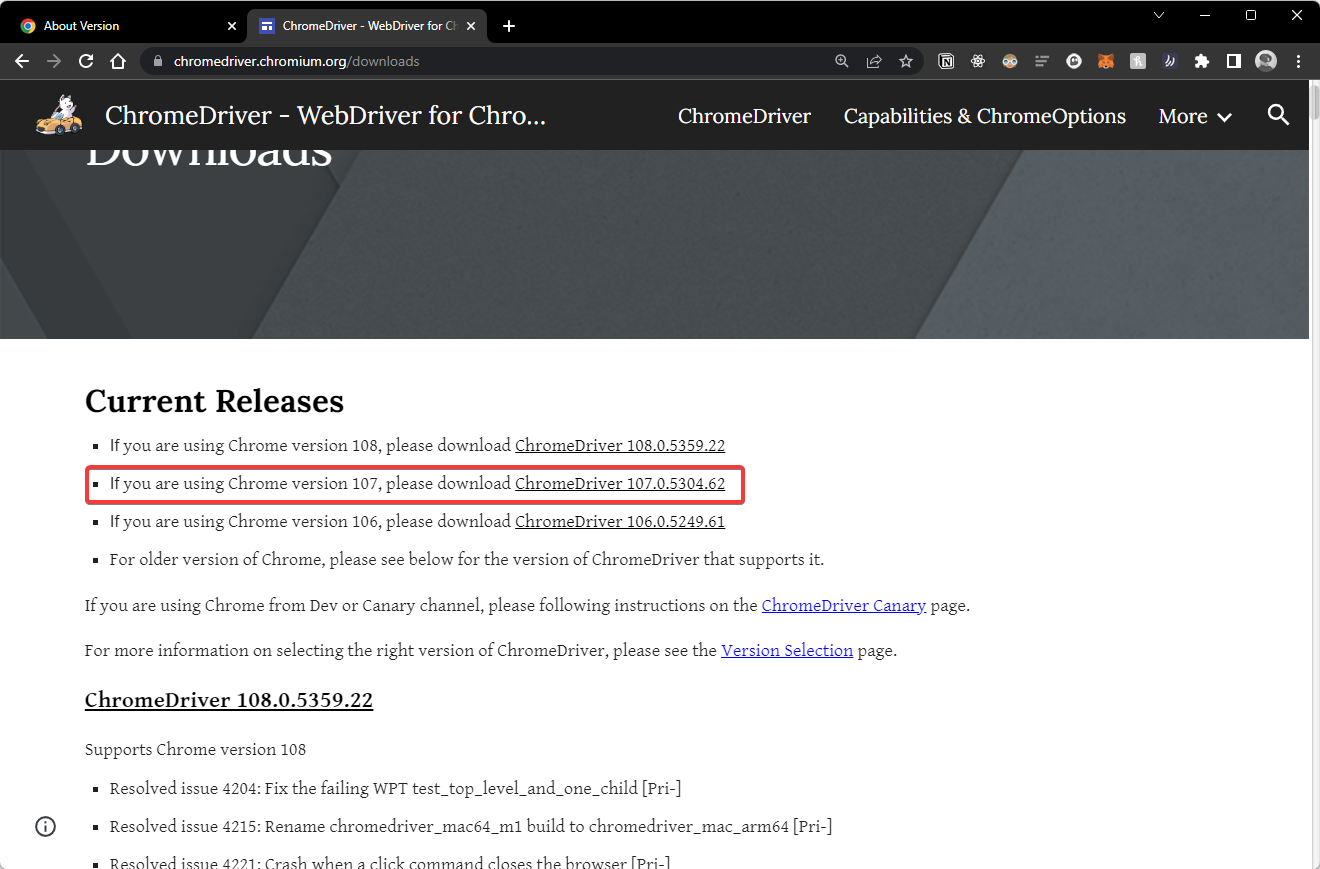 About Version
ChromeDriver - WebDriver for Ch
chromedriver.chromium.org/downloads
ChromeDriver - WebDriver for Chro...
ChromeDriver
Capabilities & ChromeOptions
More
Downloads
Current Releases
If you are using Chrome version 108, please download ChromeDriver 108.0.5359.22
If you are using Chrome version 107, please download ChromeDriver 107.0.5304.62
If you are using Chrome version 106, please download ChromeDriver 106.0.5249.61
For older version of Chrome, please see below for the version of ChromeDriver that supports it.
If you are using Chrome from Dev or Canary channel, please following instructions on the ChromeDriver Canary page.
For more information on selecting the right version of ChromeDriver, please see the Version Selection page.
ChromeDriver 108.0.5359.22
Supports Chrome version 108
Resolved issue 4204: Fix the failing WPT test_top_level_and_one_child [Pri-]
Resolved issue 4215: Rename chromedriver_mac64_m1 build to chromedriver_mac_arm64 [Pri-]
Resolved issue 4221: Crash when a click command closes the browser [Pri-]